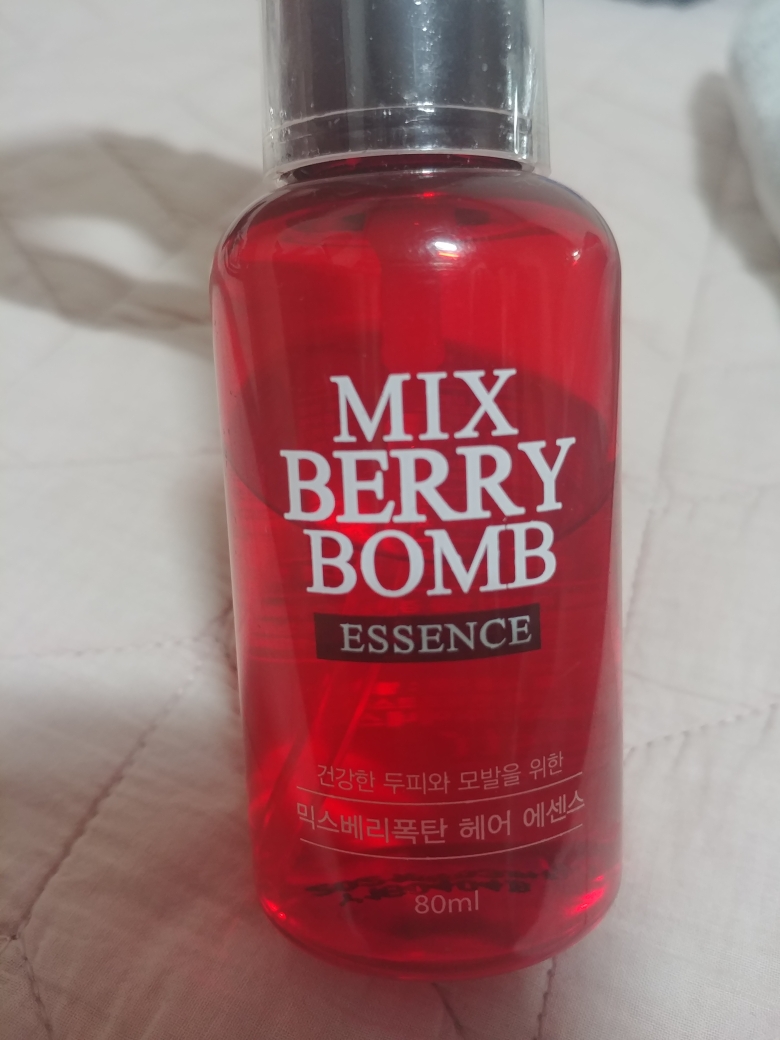 MIX
BERRY
BOMB
ESSENCE
건강한 두피와 모발을 위한
믹스베리폭탄 헤어 에센스
80ml